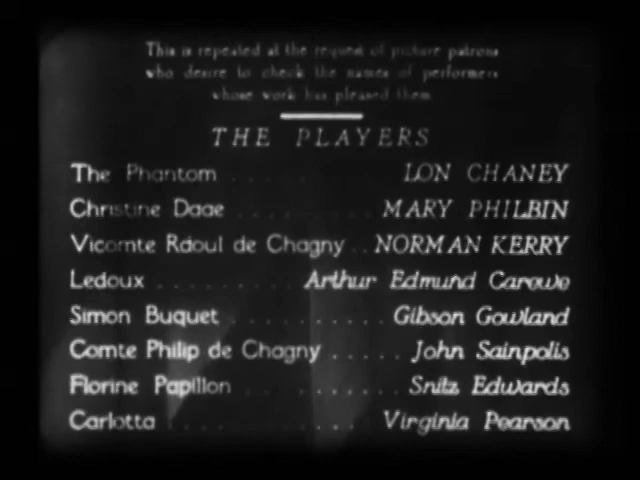 This is repeated at the request of picture patrons
who desire to check the names of performers
whose work has pleased them
THE PLAYERS
The Phantom . . . . . LON CHANEY
Christine Daae . . . . . . . . . MARY PHILBIN
Vicomte Raoul de Chagny . . NORMAN KERRY
Ledoux . . . . . . . . . Arthur Edmund Carewe
Simon Buquet . . . . . . . . . . Gibson Gowland
Comte Philip de Chagny . . . . . John Sainpolis
Florine Papillon . . . . . . . . . Snitz Edwards
Carlotta . . . . . . . . . . . Virginia Pearson